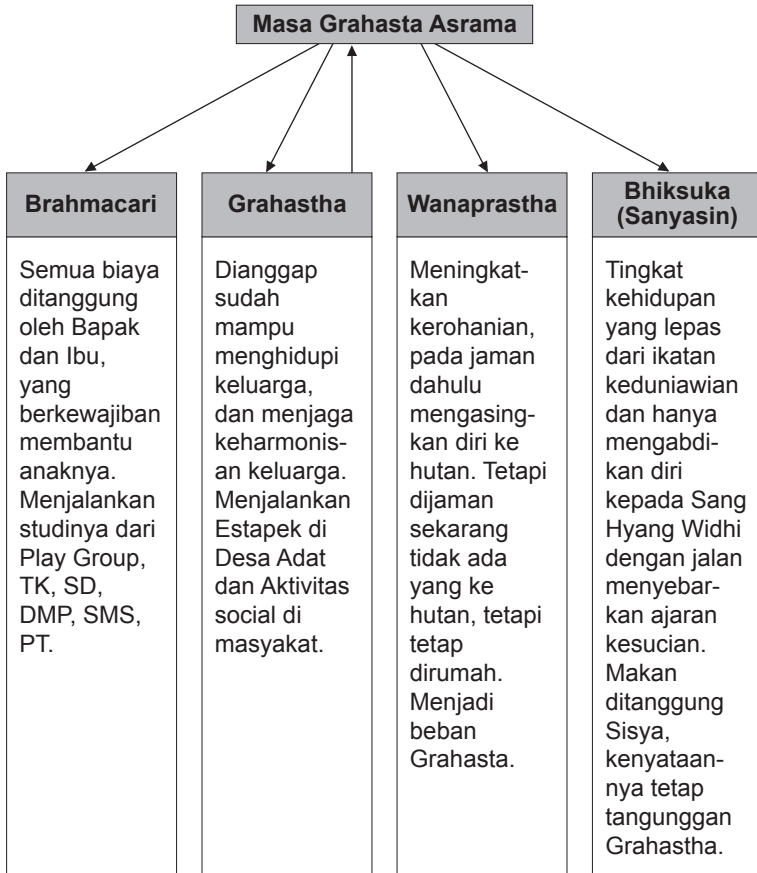 Masa Grahasta Asrama
Brahmacari
Semua biaya
ditanggung
oleh Bapak
dan Ibu,
yang
berkewajiban
membantu
anaknya.
Menjalankan
studinya dari
Play Group,
TK, SD,
DMP, SMS,
PT.
Grahastha
Dianggap
sudah
mampu
menghidupi
keluarga,
dan menjaga
keharmonis-
an keluarga.
Menjalankan
Estapek di
Desa Adat
dan Aktivitas
social di
masyakat.
Wanaprastha
Meningkat-
kan
kerohanian,
pada jaman
dahulu
mengasing-
kan diri ke
hutan. Tetapi
dijaman
sekarang
tidak ada
yang ke
hutan, tetapi
tetap
dirumah.
Menjadi
beban
Grahasta.
Bhiksuka
(Sanyasin)
Tingkat
kehidupan
yang lepas
dari ikatan
keduniawian
dan hanya
mengabdi-
kan diri
kepada Sang
Hyang Widhi
dengan jalan
menyebar-
kan ajaran
kesucian.
Makan
ditanggung
Sisya,
kenyataan-
nya tetap
tangunggan
Grahastha.